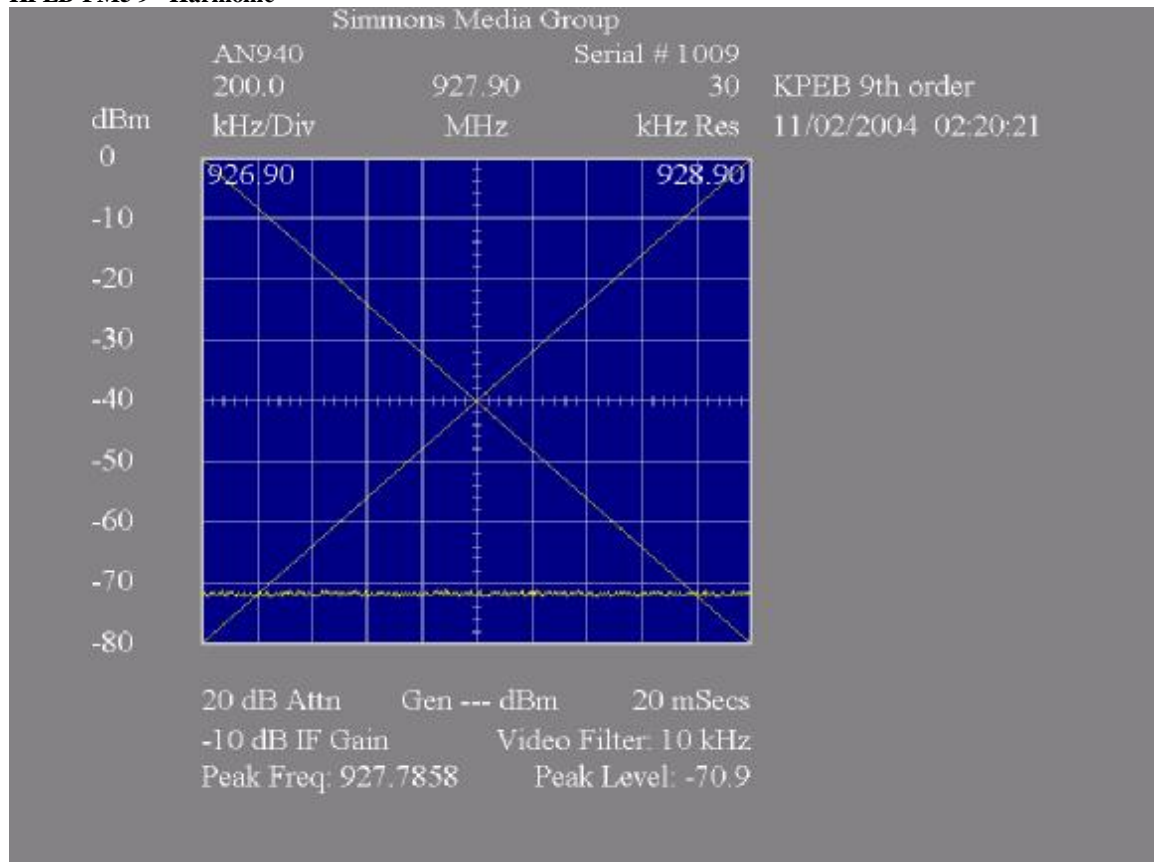 Simmons Media Group
AN940 Serial # 1009
200.0 927.90 30 KPEB 9th order
dBm kHz/Div MHz kHz Res 11/02/2004 02:20:21
0
926.90 928.90
-10
-20
-30
-40
-50
-60
-70
-80
20 dB Attn Gen --- dBm 20 mSecs
-10 dB IF Gain Video Filter: 10 kHz
Peak Freq: 927.7858 Peak Level: -70.9